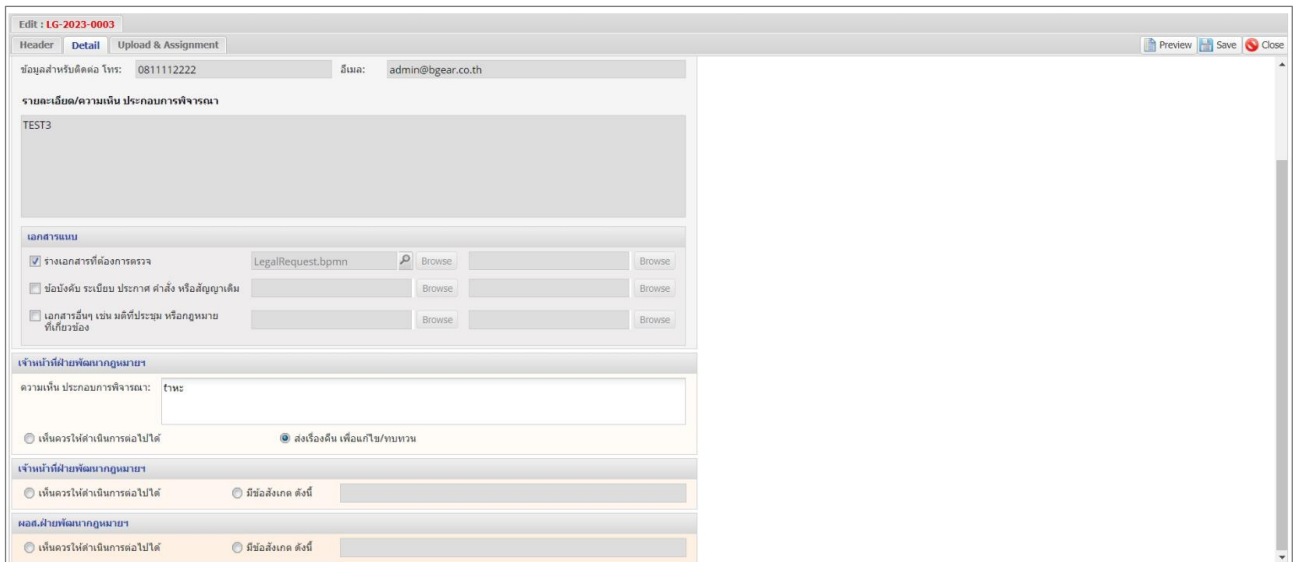 Edit : LG-2023-0003
Header Detail Upload & Assignment Preview Save Close
ข้อมูลสำหรับติดต่อ โทร: 0811112222 อีเมล: admin@bgear.co.th
รายละเอียด/ความเห็น ประกอบการพิจารณา
TEST3
เอกสารแนบ
ร่างเอกสารที่ต้องการตรวจ LegalRequest.bpmn Browse Browse
ข้อบังคับ ระเบียบ ประกาศ คำสั่ง หรือสัญญาเดิม Browse Browse
เอกสารอื่นๆ เช่น มติที่ประชุม หรือกฎหมาย
ที่เกี่ยวข้อง Browse Browse
เจ้าหน้าที่ฝ่ายพัฒนากฎหมายฯ
ความเห็น ประกอบการพิจารณา:
เห็นควรให้ดำเนินการต่อไปได้ ส่งเรื่องคืน เพื่อแก้ไข/ทบทวน
เจ้าหน้าที่ฝ่ายพัฒนากฎหมายฯ
เห็นควรให้ดำเนินการต่อไปได้ มีข้อสังเกต ดังนี้
ผอส.ฝ่ายพัฒนากฎหมายฯ
เห็นควรให้ดำเนินการต่อไปได้ มีข้อสังเกต ดังนี้